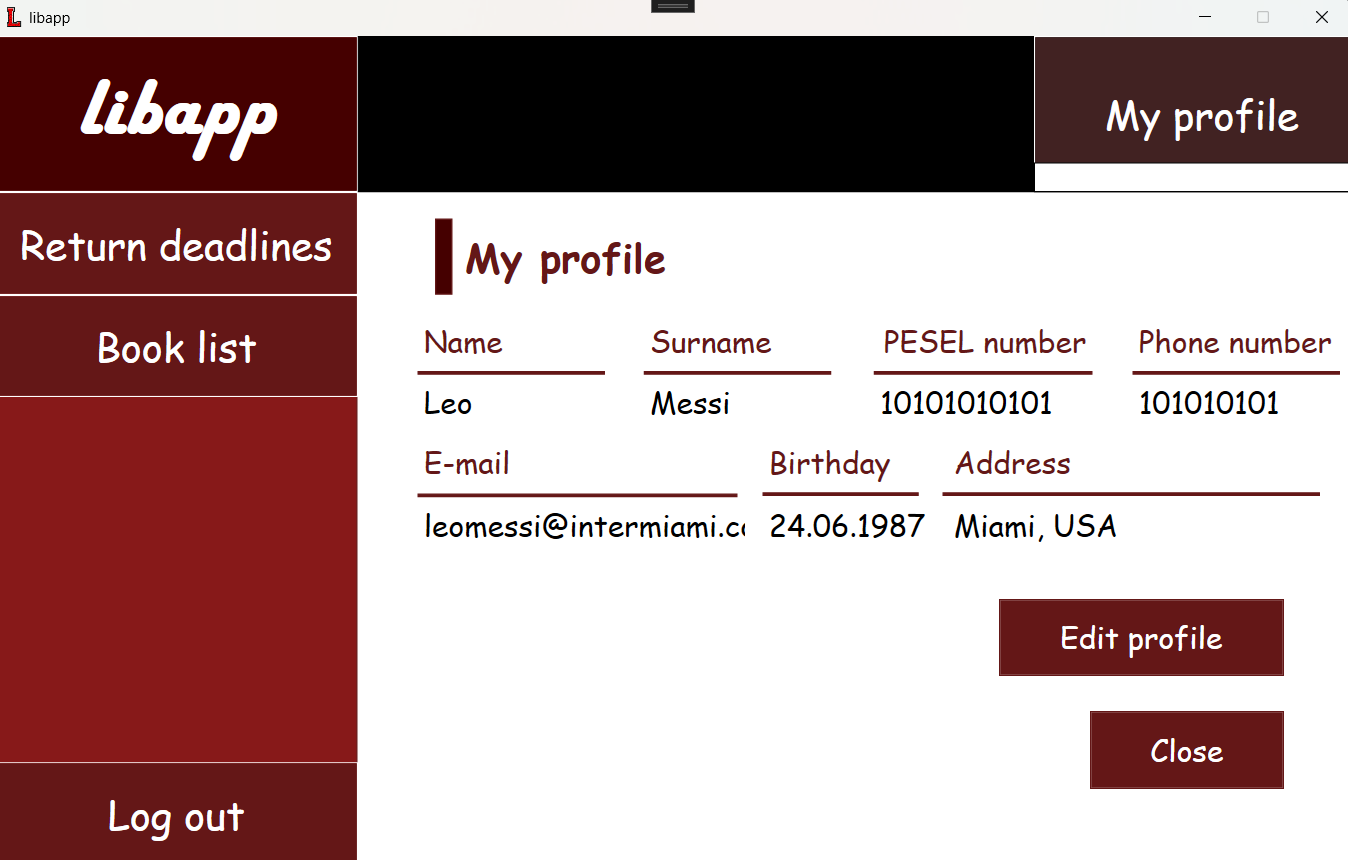 libapp
libapp
My profile
Return deadlines
Book list
Log out
My profile
Name Surname PESEL number Phone number
Leo Messi 10101010101 101010101
E-mail Birthday Address
leomessi@intermiami.c 24.06.1987 Miami, USA
Edit profile
Close